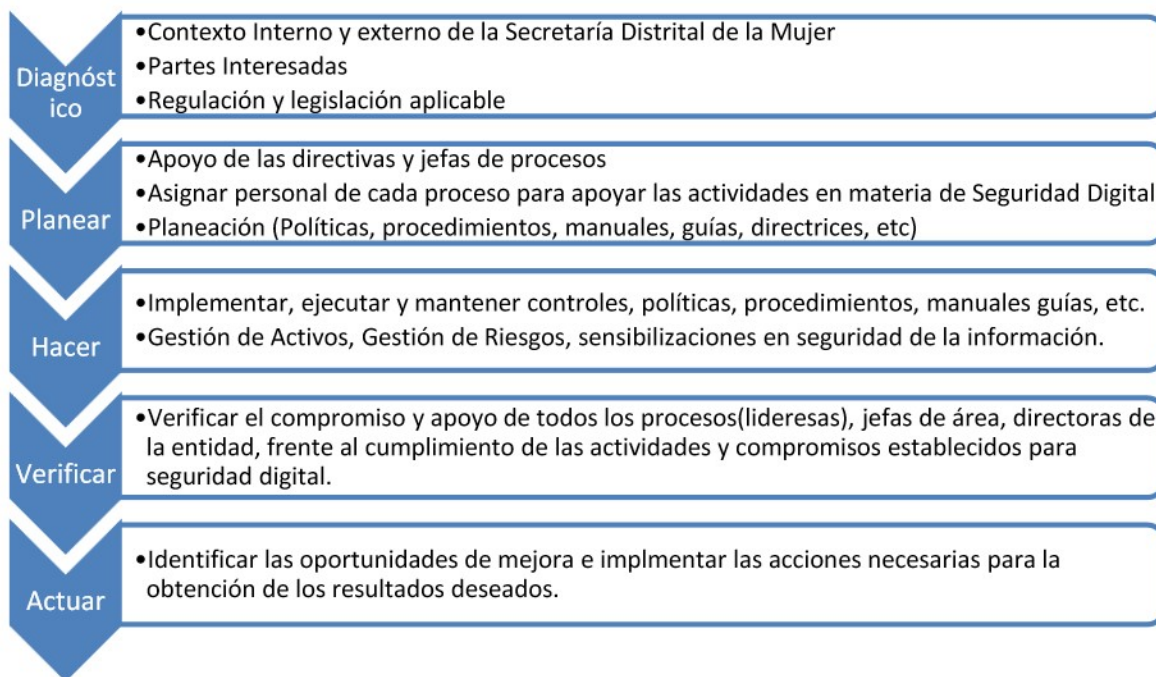 Diagnóst
ico
•Contexto Interno y externo de la Secretaría Distrital de la Mujer
•Partes Interesadas
•Regulación y legislación aplicable
Planear
•Apoyo de las directivas y jefas de procesos
•Asignar personal de cada proceso para apoyar las actividades en materia de Seguridad Digital
•Planeación (Políticas, procedimientos, manuales, guías, directrices, etc)
Hacer
•Implementar, ejecutar y mantener controles, políticas, procedimientos, manuales guías, etc.
•Gestión de Activos, Gestión de Riesgos, sensibilizaciones en seguridad de la información.
Verificar
•Verificar el compromiso y apoyo de todos los procesos(lideresas), jefas de área, directoras de
la entidad, frente al cumplimiento de las actividades y compromisos establecidos para
seguridad digital.
Actuar
•Identificar las oportunidades de mejora e implmentar las acciones necesarias para la
obtención de los resultados deseados.